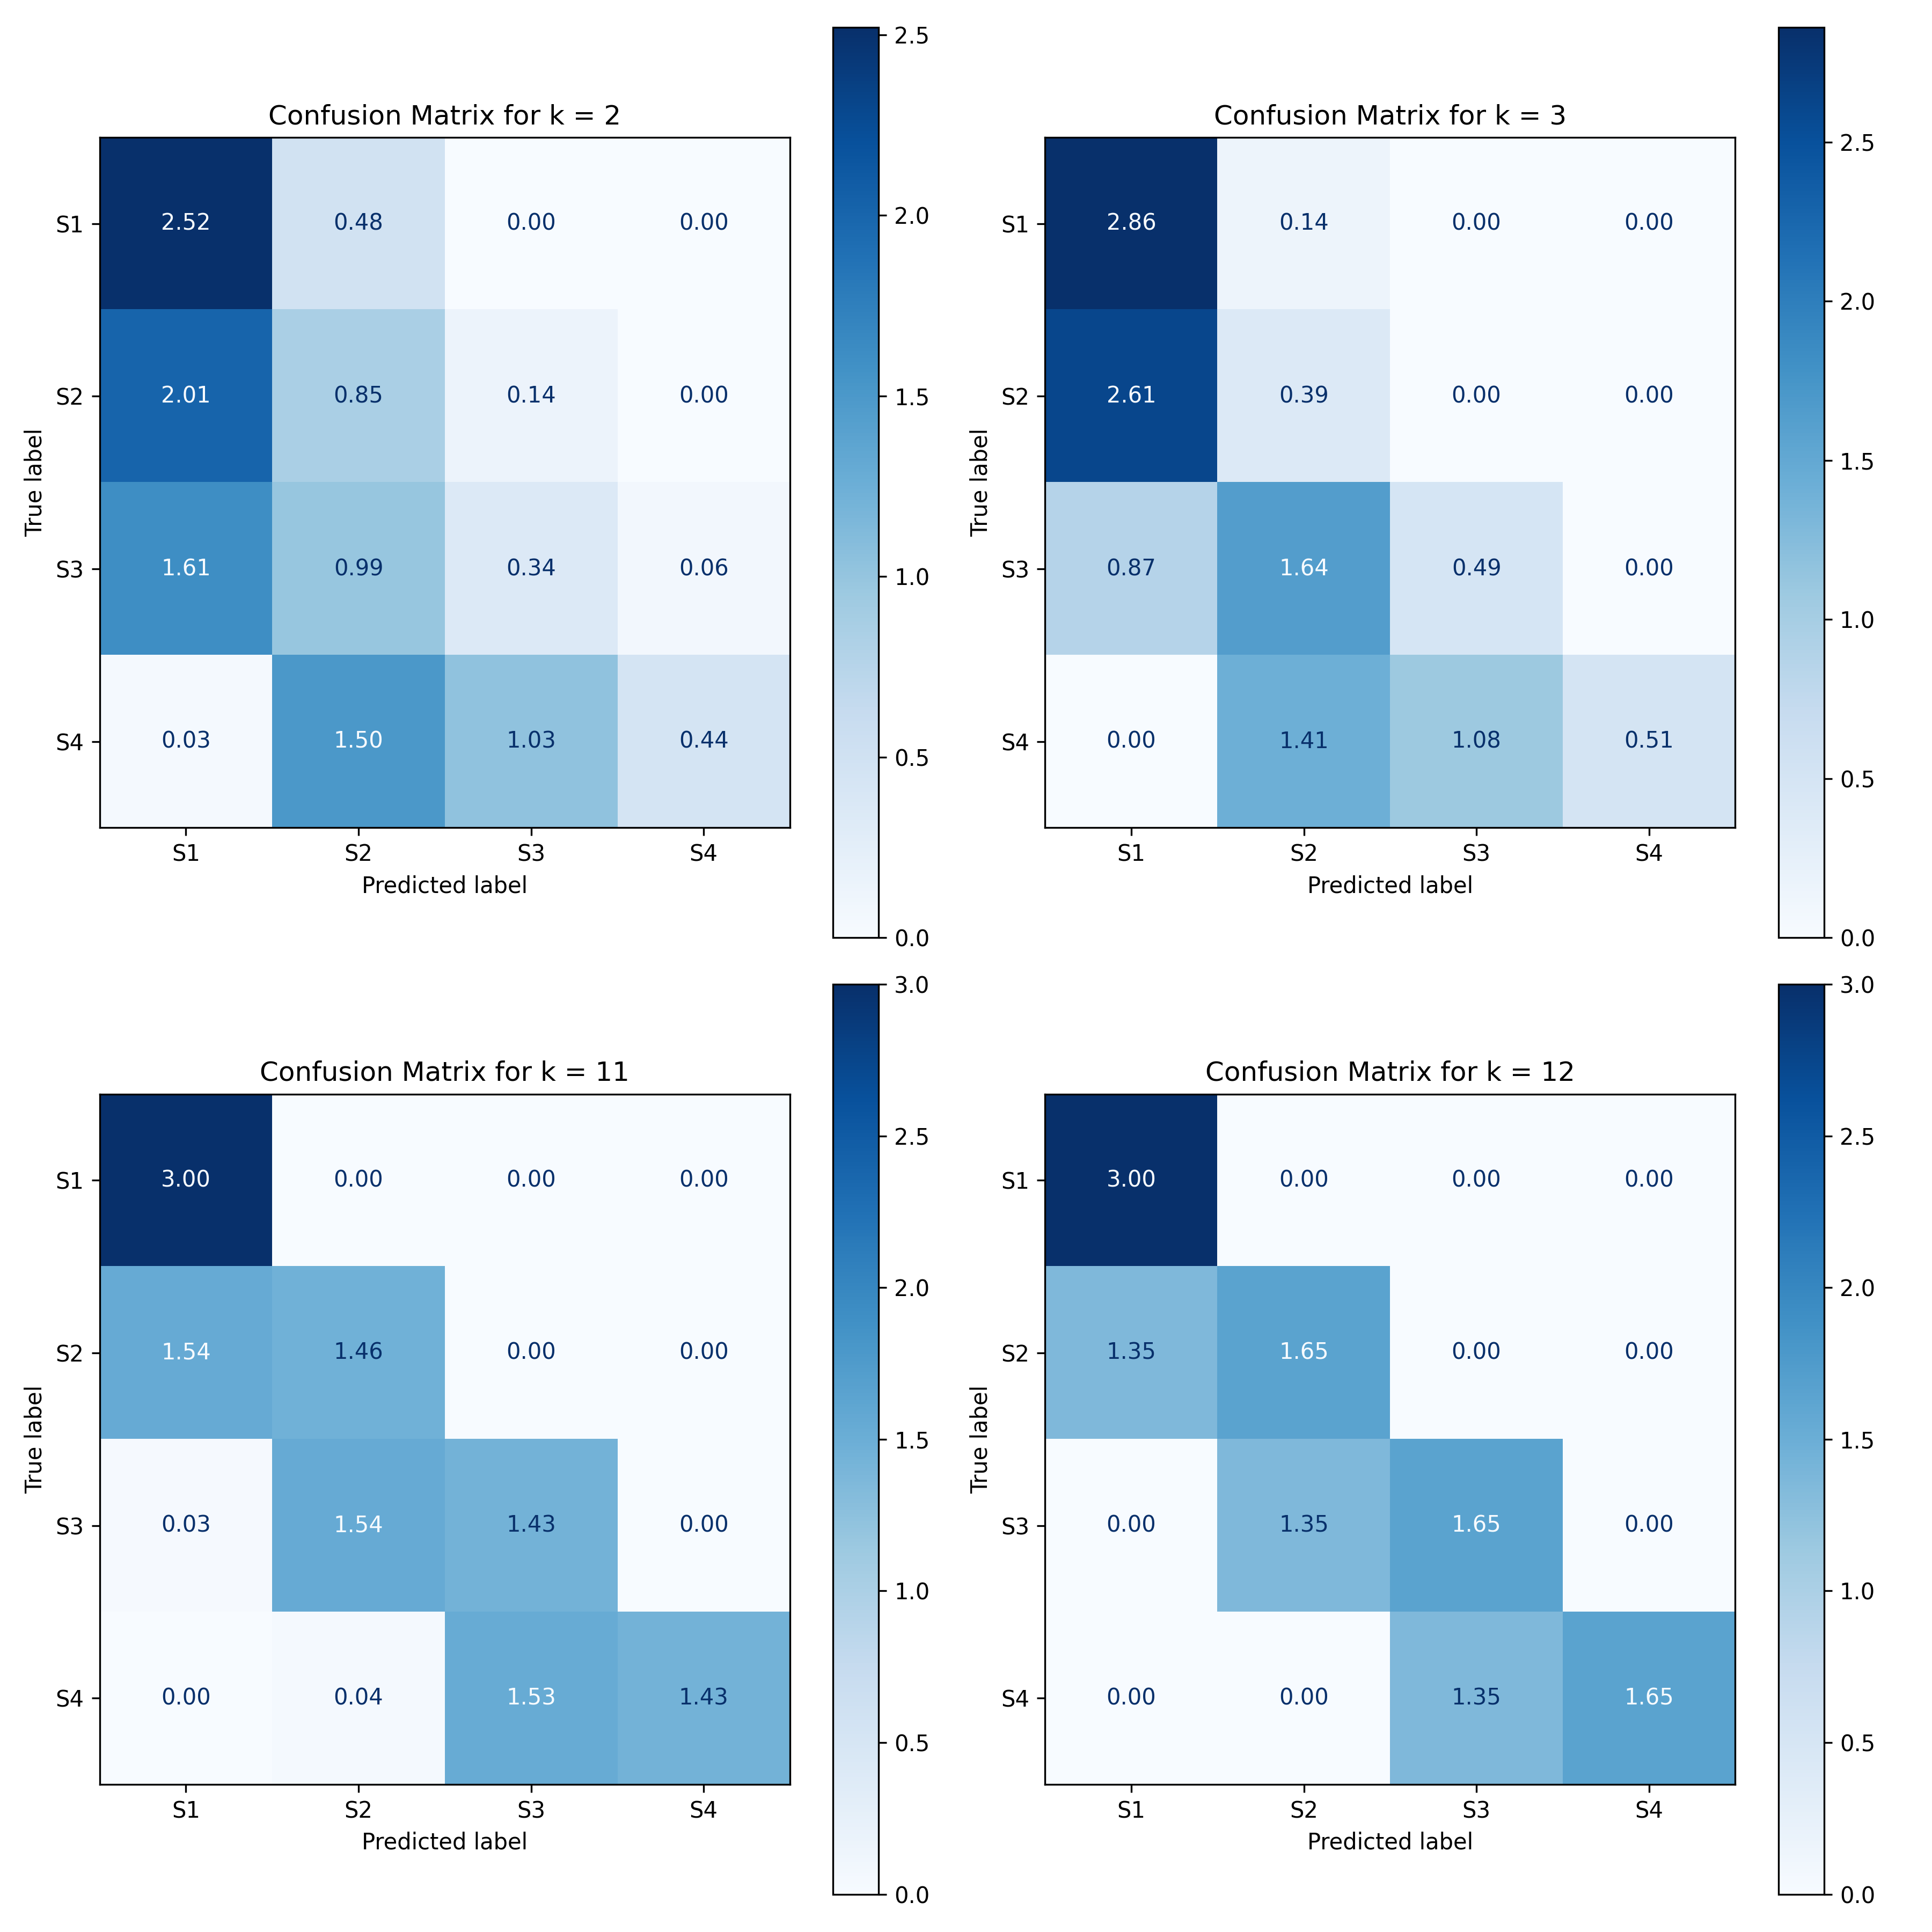 Confusion Matrix for k = 2
S1 2.52 0.48 0.00 0.00
S2 2.01 0.85 0.14 0.00
S3 1.61 0.99 0.34 0.06
S4 0.03 1.50 1.03 0.44
S1 S2 S3 S4
Predicted label
True label
2.5
2.0
1.5
1.0
0.5
0.0
Confusion Matrix for k = 3
S1 2.86 0.14 0.00 0.00
S2 2.61 0.39 0.00 0.00
S3 0.87 1.64 0.49 0.00
S4 0.00 1.41 1.08 0.51
S1 S2 S3 S4
Predicted label
True label
2.5
2.0
1.5
1.0
0.5
0.0
Confusion Matrix for k = 11
S1 3.00 0.00 0.00 0.00
S2 1.54 1.46 0.00 0.00
S3 0.03 1.54 1.43 0.00
S4 0.00 0.04 1.53 1.43
S1 S2 S3 S4
Predicted label
True label
3.0
2.5
2.0
1.5
1.0
0.5
0.0
Confusion Matrix for k = 12
S1 3.00 0.00 0.00 0.00
S2 1.35 1.65 0.00 0.00
S3 0.00 1.35 1.65 0.00
S4 0.00 0.00 1.35 1.65
S1 S2 S3 S4
Predicted label
True label
3.0
2.5
2.0
1.5
1.0
0.5
0.0